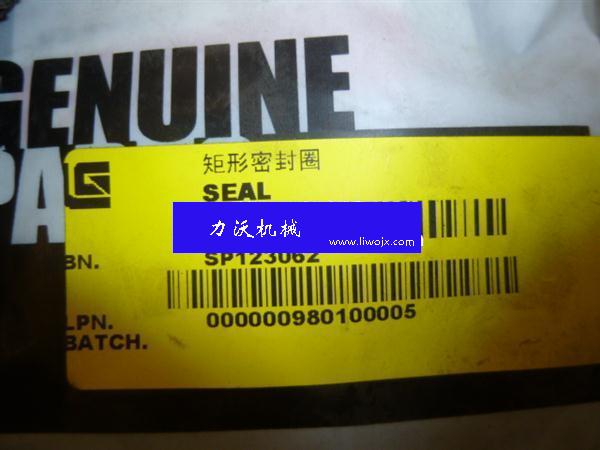 GENUINE
PA
矩形密封圈
SEAL
力沃机械
www.liwojx.com
BN.
SP123062
LPN.
000000980100005
BATCH.